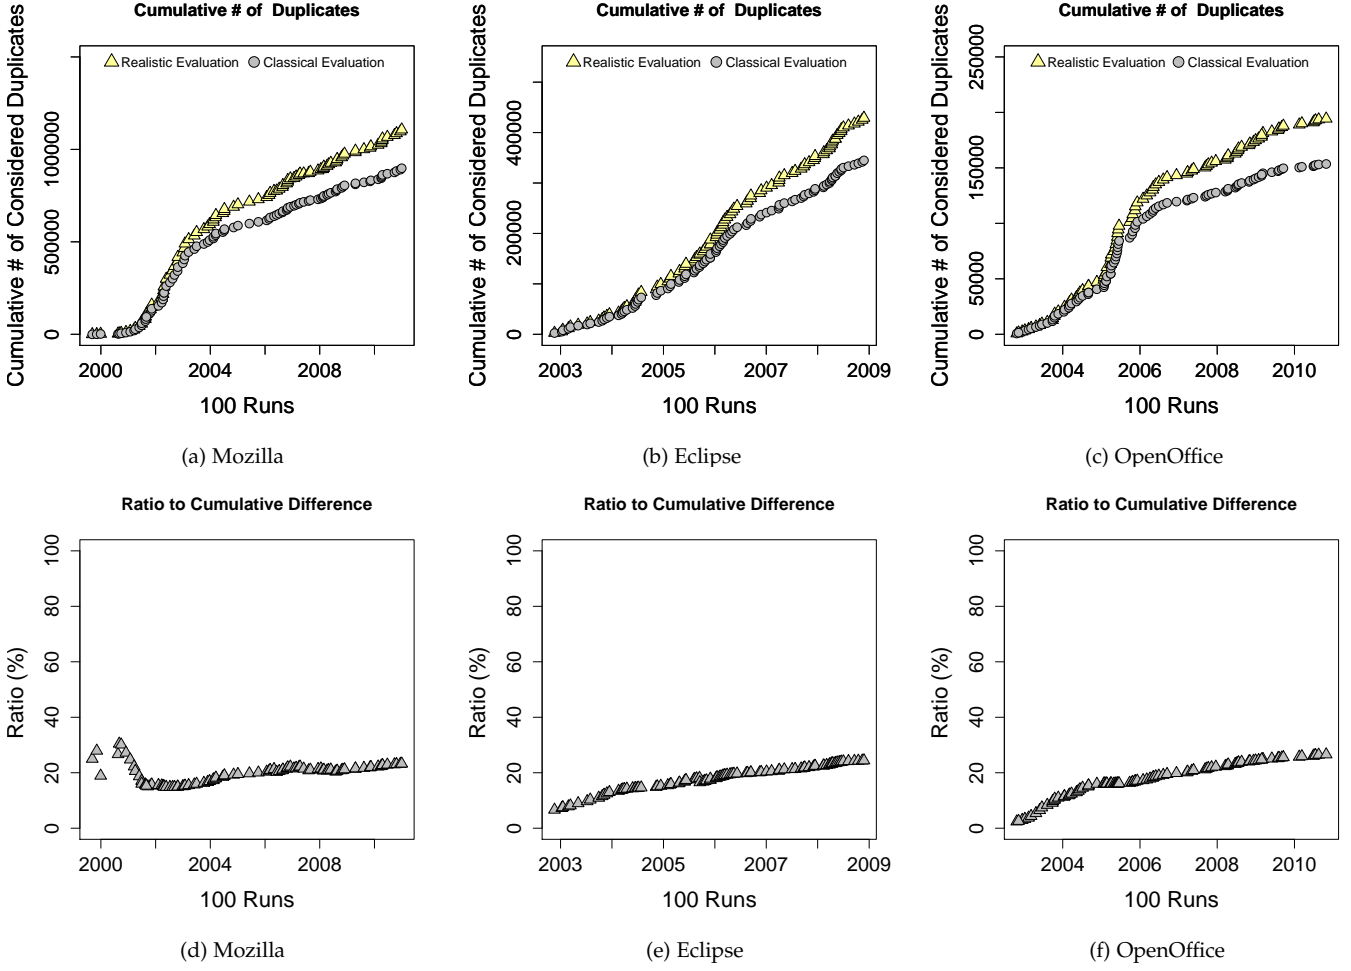 Cumulative # of Duplicates
Cumulative # of Considered Duplicates
0
500000
1000000
Realistic Evaluation
Classical Evaluation
2000
2004
2008
100 Runs
(a) Mozilla
Cumulative # of Duplicates
Cumulative # of Considered Duplicates
0
200000
400000
Realistic Evaluation
Classical Evaluation
2003
2005
2007
2009
100 Runs
(b) Eclipse
Cumulative # of Duplicates
Cumulative # of Considered Duplicates
0
50000
150000
250000
Realistic Evaluation
Classical Evaluation
2004
2006
2008
2010
100 Runs
(c) OpenOffice
Ratio to Cumulative Difference
Ratio (%)
0
20
40
60
80
100
2000
2004
2008
100 Runs
(d) Mozilla
Ratio to Cumulative Difference
Ratio (%)
0
20
40
60
80
100
2003
2005
2007
2009
100 Runs
(e) Eclipse
Ratio to Cumulative Difference
Ratio (%)
0
20
40
60
80
100
2004
2006
2008
2010
100 Runs
(f) OpenOffice